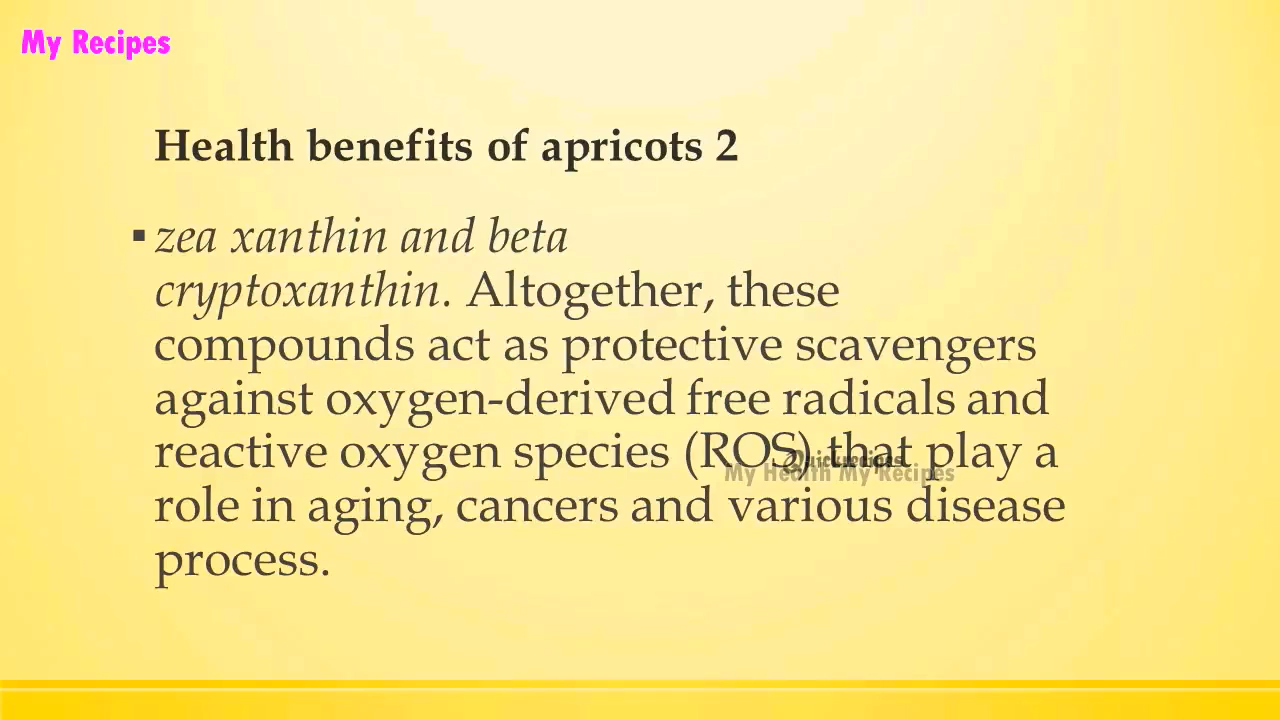 My Recipes
Health benefits of apricots 2
▪ zea xanthin and beta
cryptoxanthin. Altogether, these
compounds act as protective scavengers
against oxygen-derived free radicals and
reactive oxygen species (ROS) that play a
Quickrecipes
My Health My Recipes
role in aging, cancers and various disease
process.